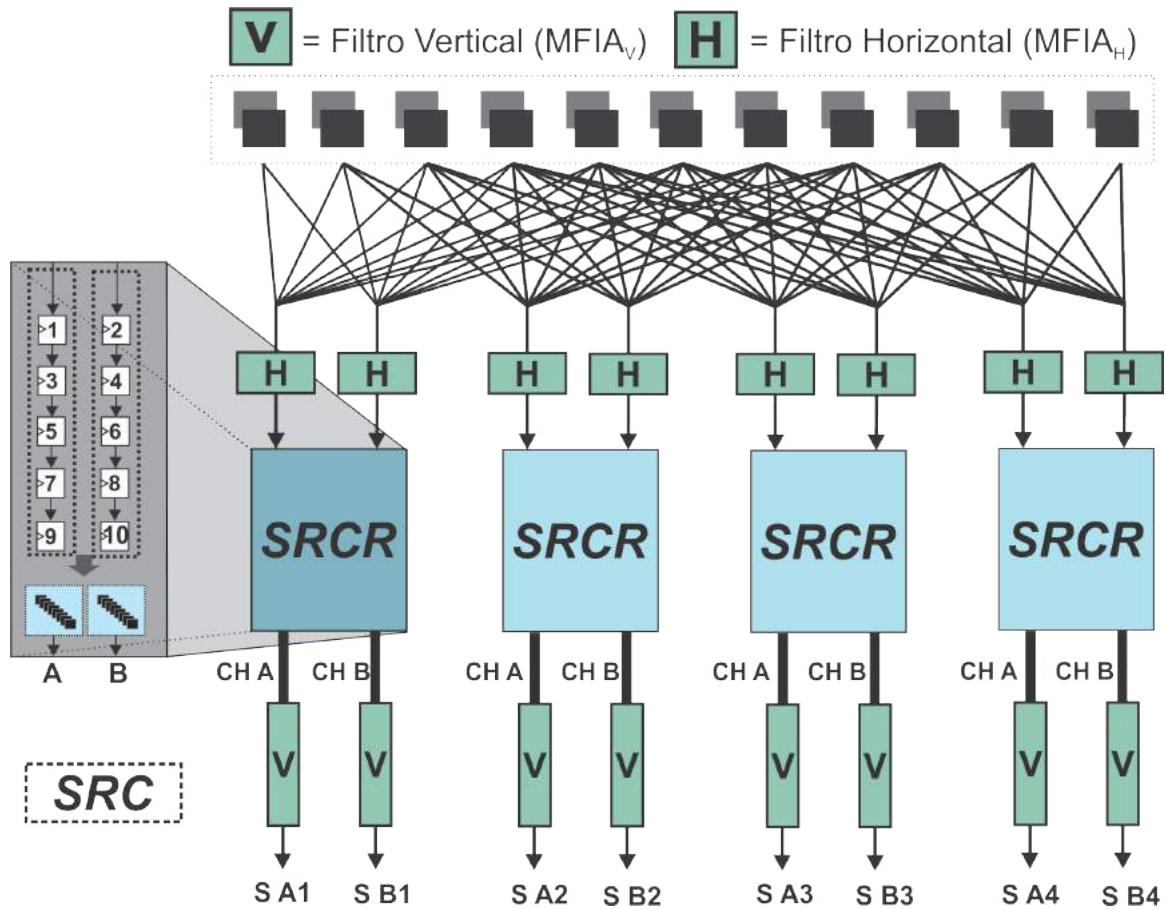 V = Filtro Vertical (MFIAV) H = Filtro Horizontal (MFIAH)
H H H H H H H H
>1 >2
>3 >4
>5 >6
>7 >8
>9 >10
SRCR SRCR SRCR SRCR
A B
CH A CH B CH A CH B CH A CH B CH A CH B
V V V V V V V V
SRC
S A1 S B1 S A2 S B2 S A3 S B3 S A4 S B4